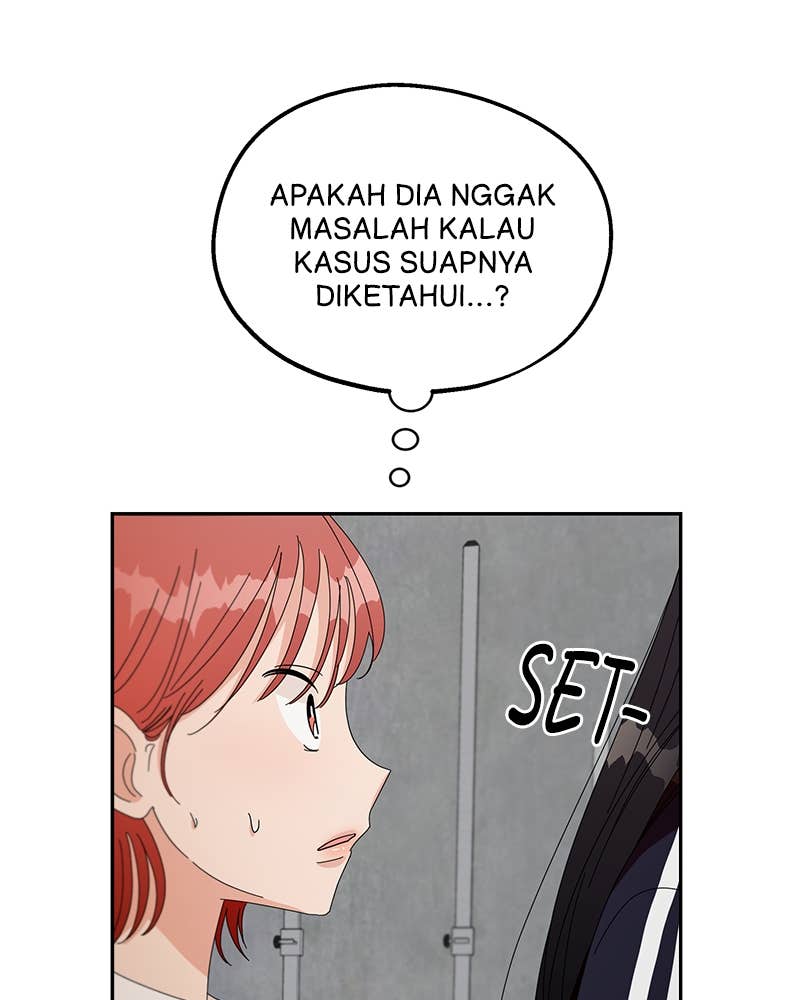 APAKAH DIA NGGAK
MASALAH KALAU
KASUS SUAPNYA
DIKETAHUI...?
SET-